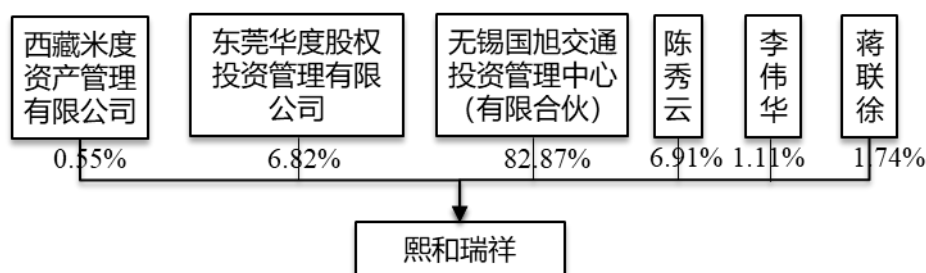 西藏米度
资产管理
有限公司
东莞华度股权
投资管理有限
公司
无锡国旭交通
投资管理中心
（有限合伙）
陈
秀
云
李
伟
华
蒋
联
徐
0.55%
6.82%
82.87%
6.91%
1.11%
1.74%
熙和瑞祥